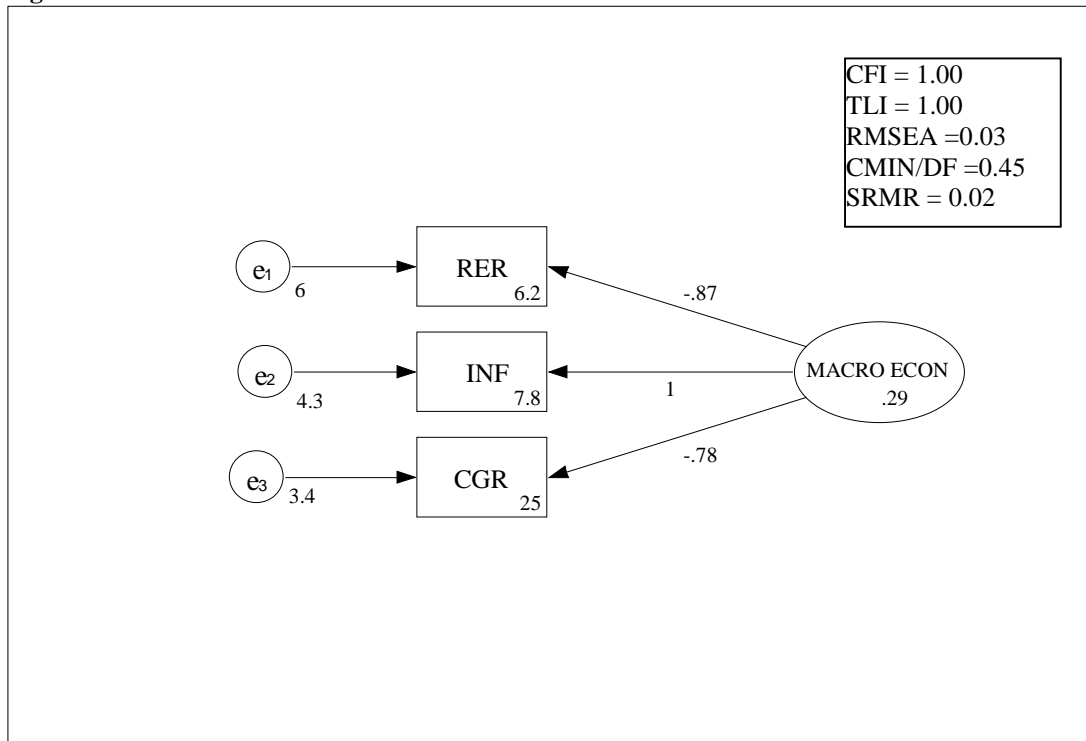 CFI = 1.00
TLI = 1.00
RMSEA =0.03
CMIN/DF =0.45
SRMR = 0.02
e₁
6
RER
6.2
-.87
e₂
4.3
INF
7.8
1
MACRO ECON
.29
e₃
3.4
CGR
25
-.78